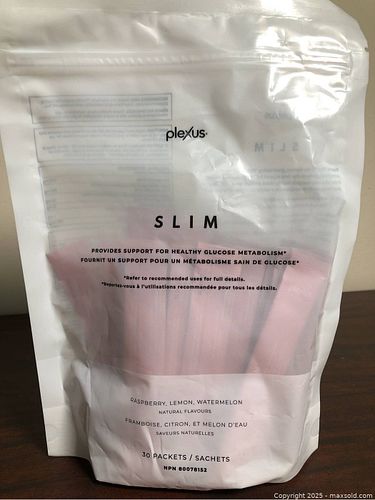 plexus
SLIM
PROVIDES SUPPORT FOR HEALTHY GLUCOSE METABOLISM*
FOURNIT UN SUPPORT POUR UN MÉTABOLISME SAIN DE GLUCOSE*
*Refer to recommended uses for full details.
*Reportez-vous à l'utilisations recommandée pour tous les détails.
RASPBERRY, LEMON, WATERMELON
NATURAL FLAVOURS
FRAMBOISE, CITRON, ET MELON D'EAU
SAVEURS NATURELLES
30 PACKETS / SACHETS
NPN 80078152
Copyright 2025 - maxsold.com